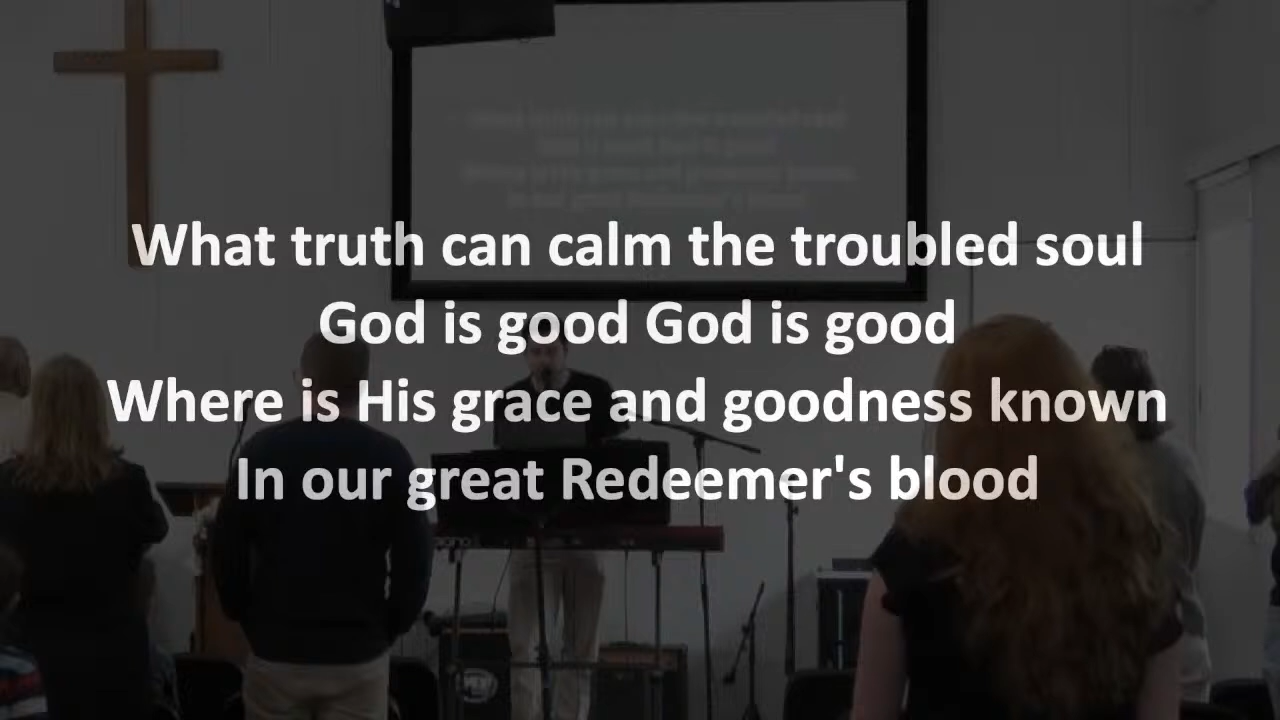 What truth can calm the troubled soul
God is good God is good
Where is His grace and goodness known
In our great Redeemer's blood